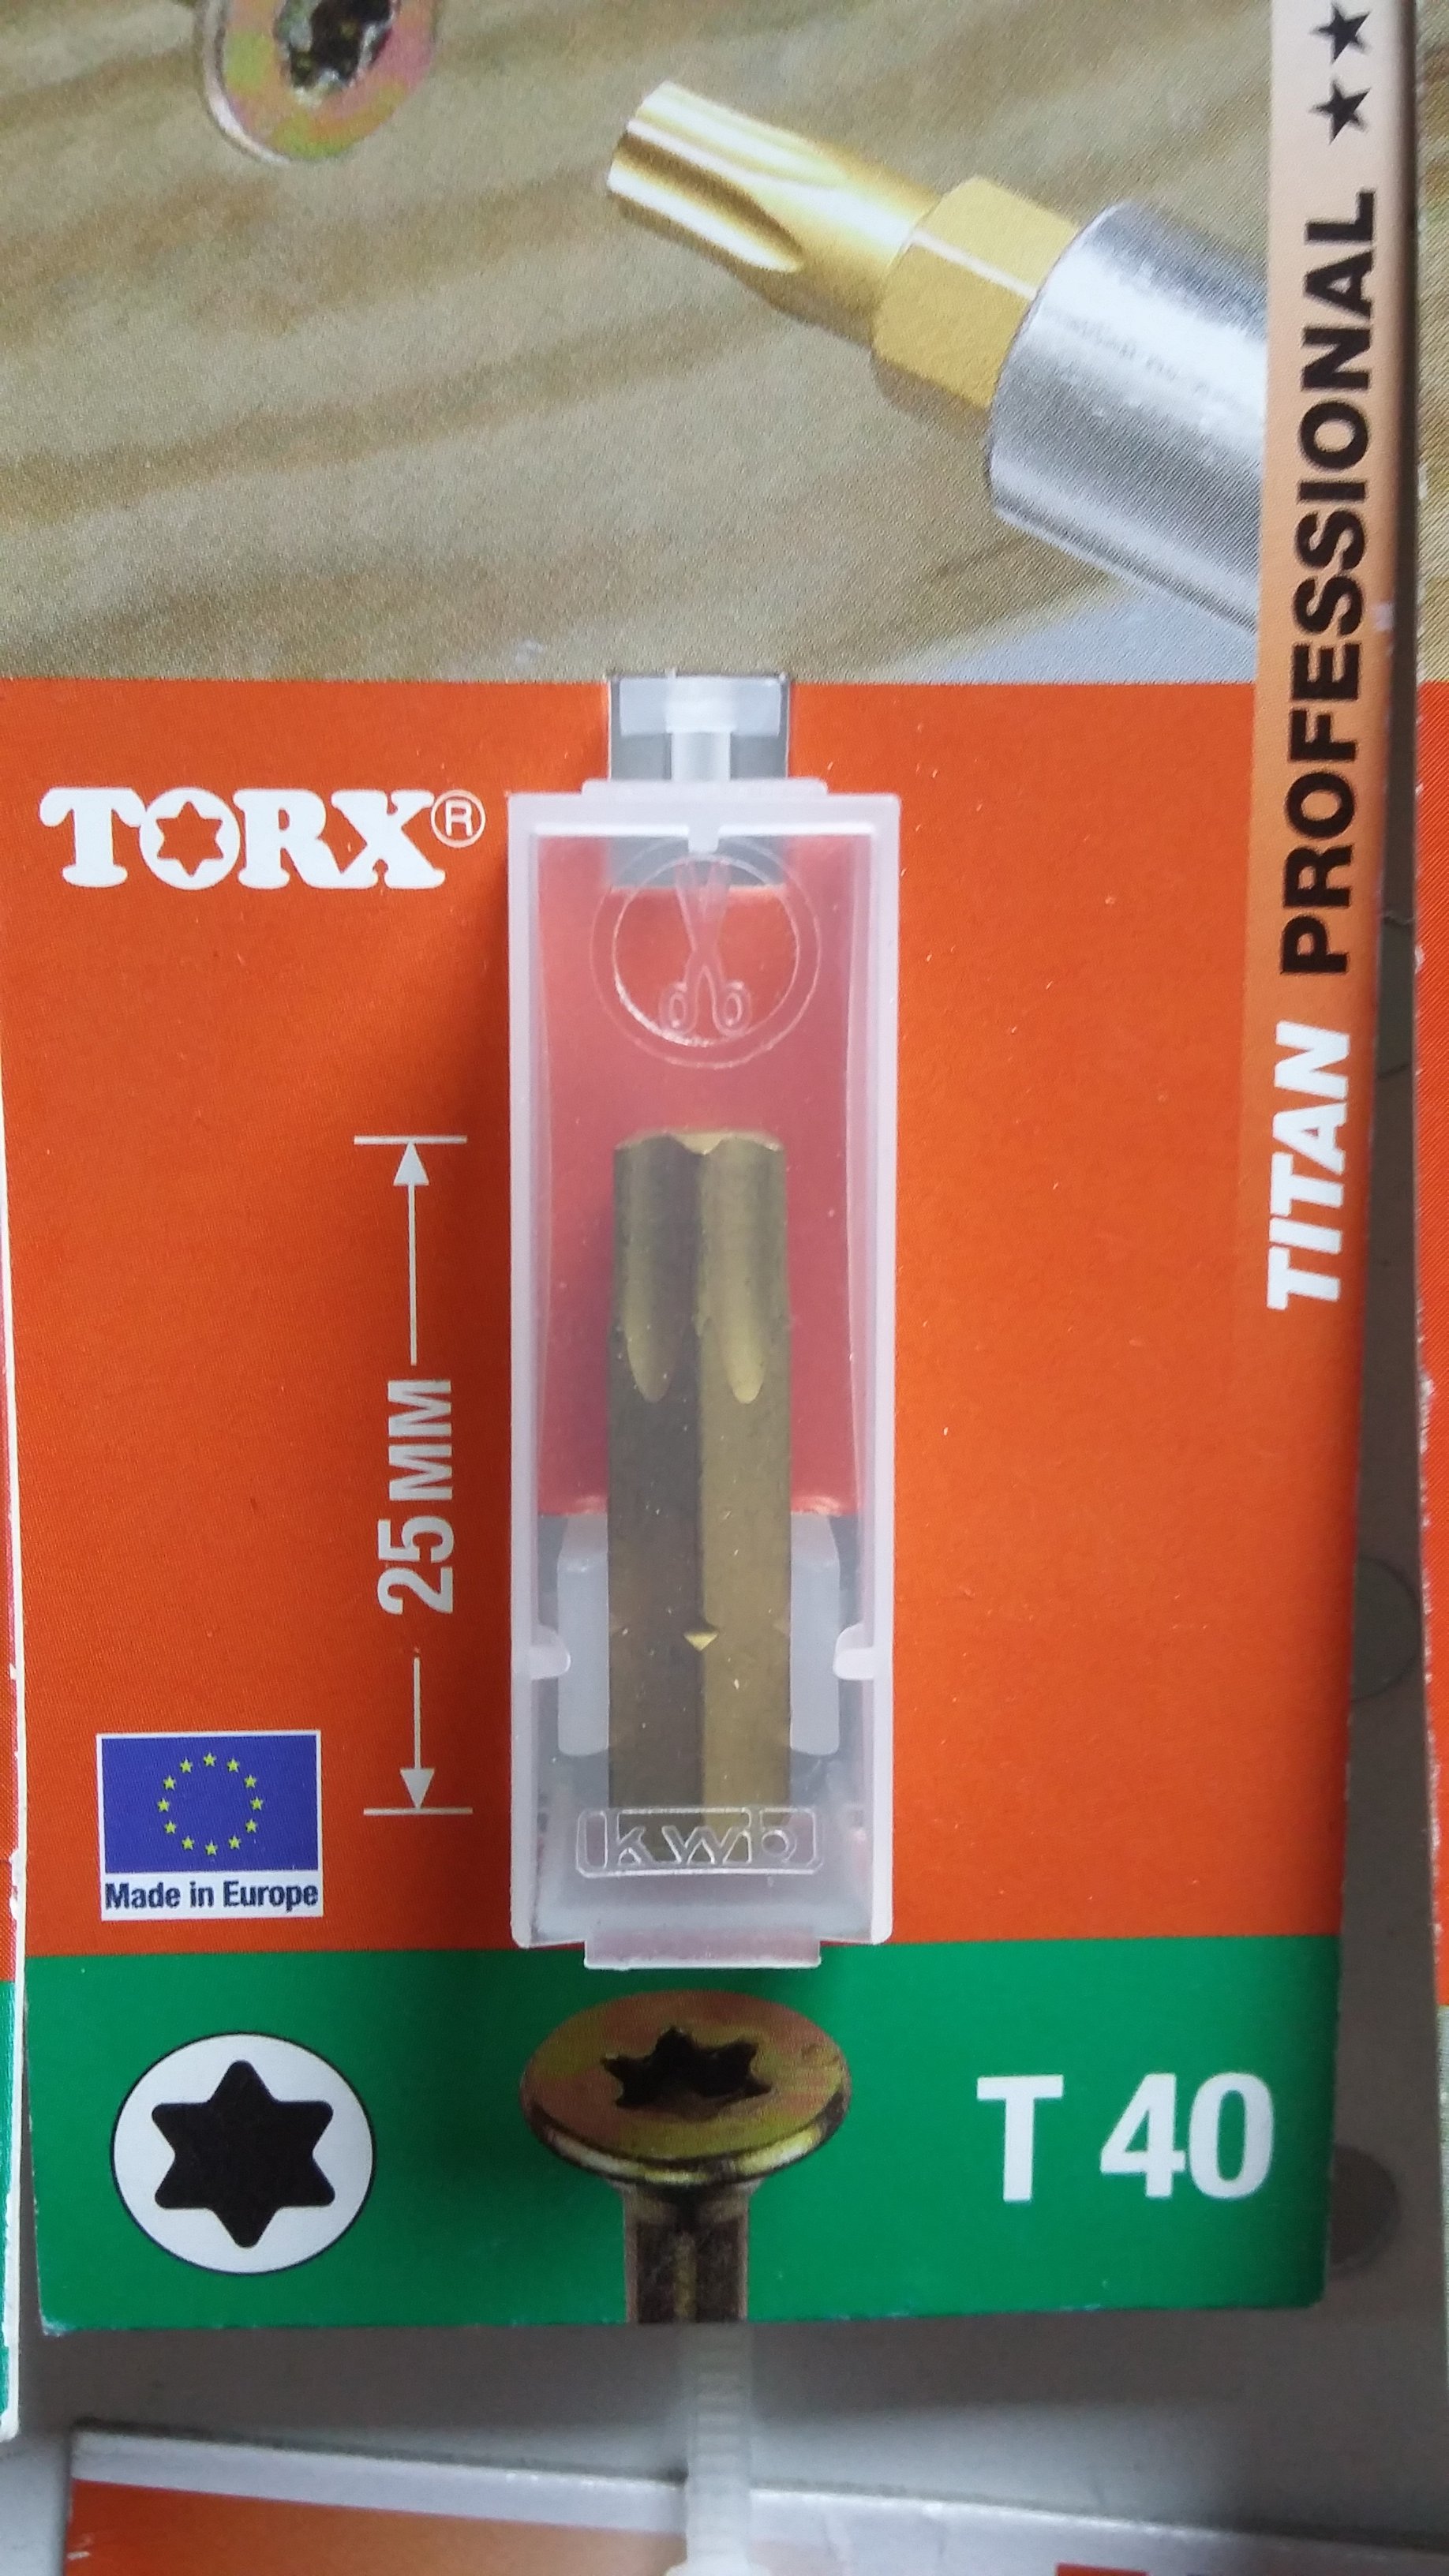 TITAN PROFESSIONAL ★★
TORX®
25 MM
kwb
Made in Europe
T 40